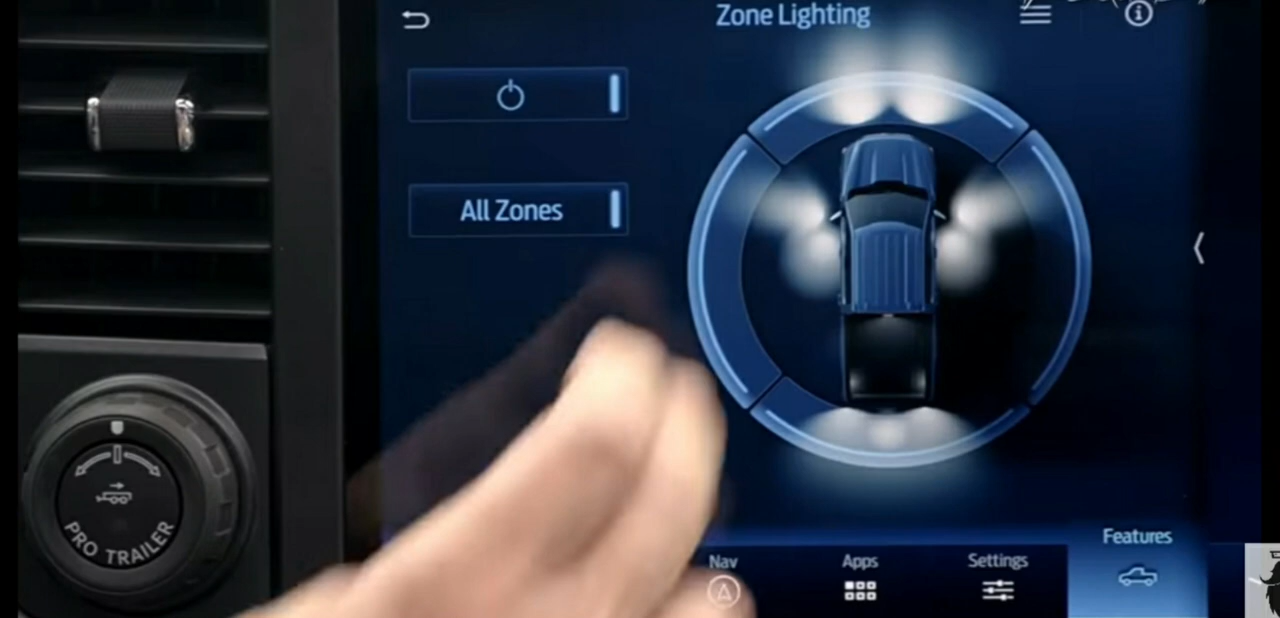 Zone Lighting
All Zones
PRO TRAILER
Nav
Apps
Settings
Features